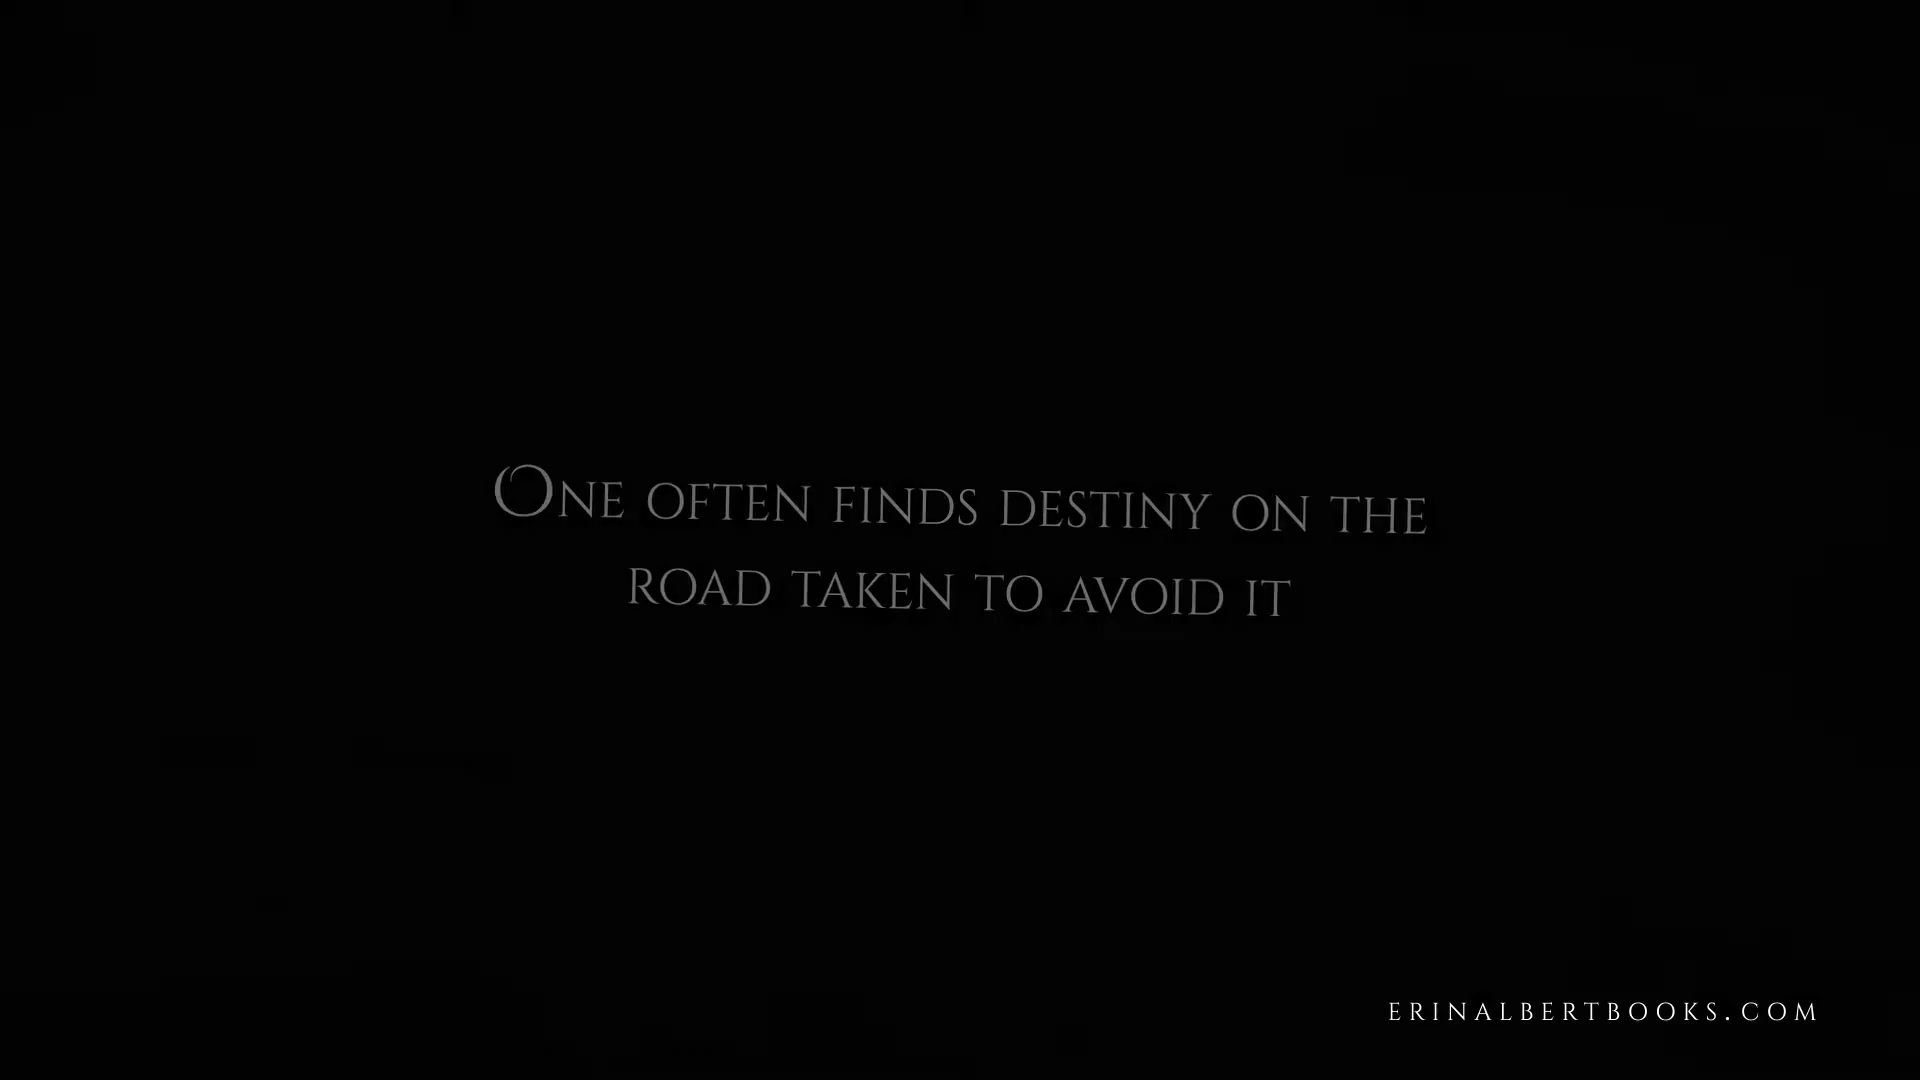 One often finds destiny on the
road taken to avoid it
ERINALBERTBOOKS.COM